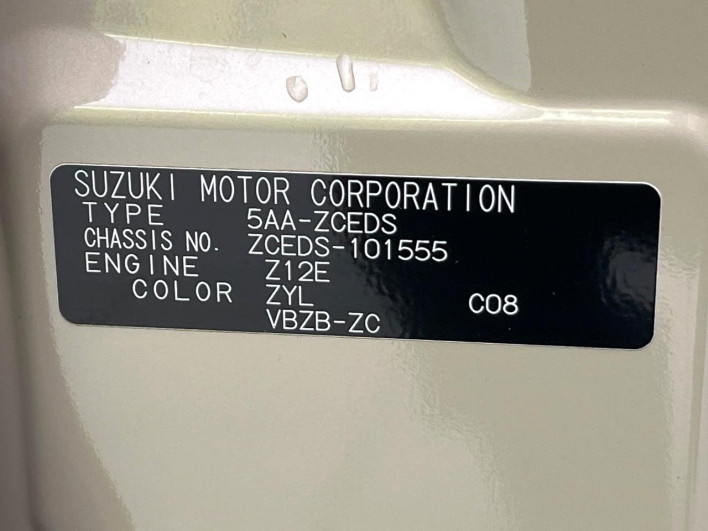 SUZUKI MOTOR CORPORATION
TYPE 5AA-ZCEDS
CHASSIS NO. ZCEDS-101555
ENGINE Z12E
COLOR ZYL C08
VBZB-ZC